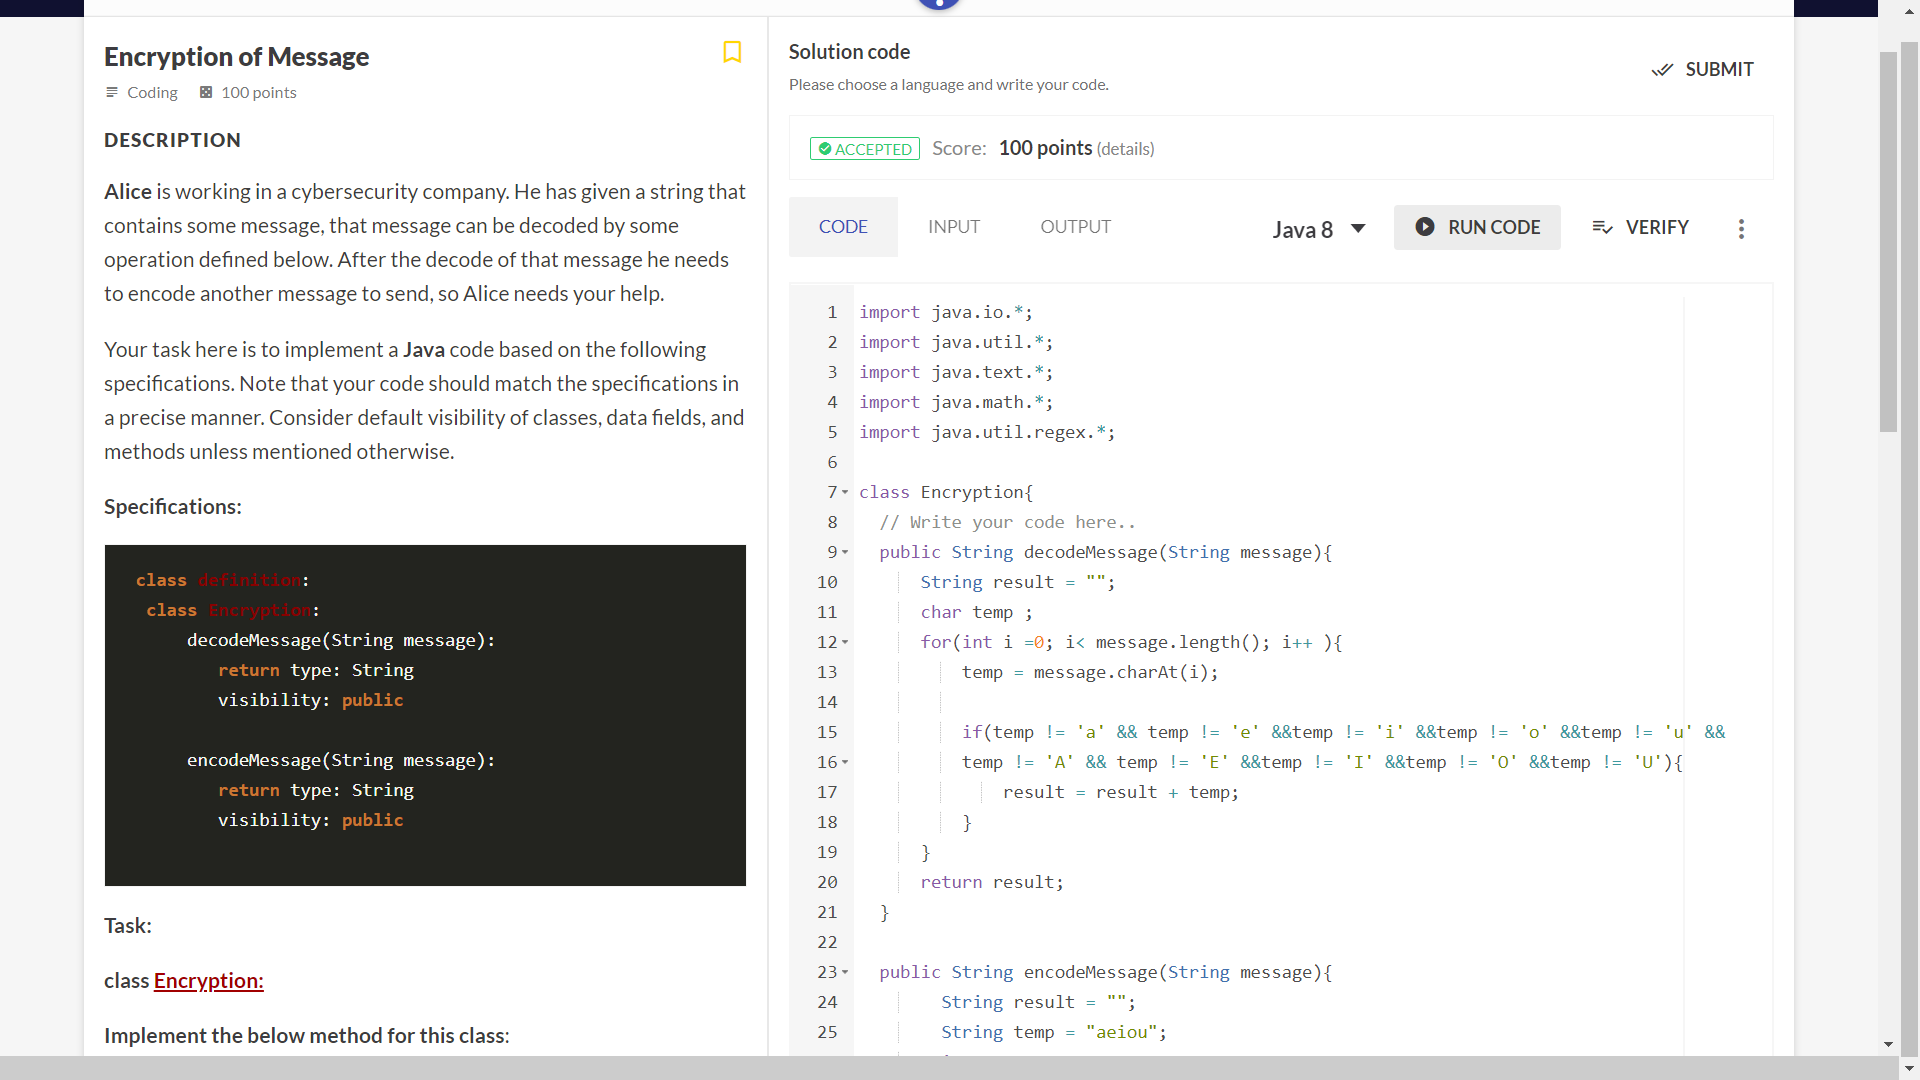 Encryption of Message
Coding 100 points
DESCRIPTION
Alice is working in a cybersecurity company. He has given a string that
contains some message, that message can be decoded by some
operation defined below. After the decode of that message he needs
to encode another message to send, so Alice needs your help.
Your task here is to implement a Java code based on the following
specifications. Note that your code should match the specifications in
a precise manner. Consider default visibility of classes, data fields, and
methods unless mentioned otherwise.
Specifications:
class definition:
class Encryption:
decodeMessage(String message):
return type: String
visibility: public
encodeMessage(String message):
return type: String
visibility: public
Task:
class Encryption:
Implement the below method for this class:
Solution code
Please choose a language and write your code.
SUBMIT
ACCEPTED Score: 100 points (details)
CODE INPUT OUTPUT Java 8 RUN CODE VERIFY
1 import java.io.*;
2 import java.util.*;
3 import java.text.*;
4 import java.math.*;
5 import java.util.regex.*;
6
7 class Encryption{
8 // Write your code here..
9 public String decodeMessage(String message){
10 String result = "";
11 char temp ;
12 for(int i =0; i< message.length(); i++ ){
13 temp = message.charAt(i);
14
15 if(temp != 'a' && temp != 'e' &&temp != 'i' &&temp != 'o' &&temp != 'u' &&
16 temp != 'A' && temp != 'E' &&temp != 'I' &&temp != 'O' &&temp != 'U'){
17 result = result + temp;
18 }
19 }
20 return result;
21 }
22
23 public String encodeMessage(String message){
24 String result = "";
25 String temp = "aeiou";